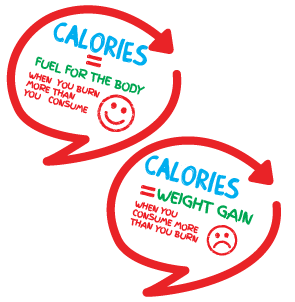 CALORIES
=
FUEL FOR THE BODY
WHEN YOU BURN
MORE THAN
YOU CONSUME
CALORIES
= WEIGHT GAIN
WHEN YOU
CONSUME MORE
THAN YOU BURN